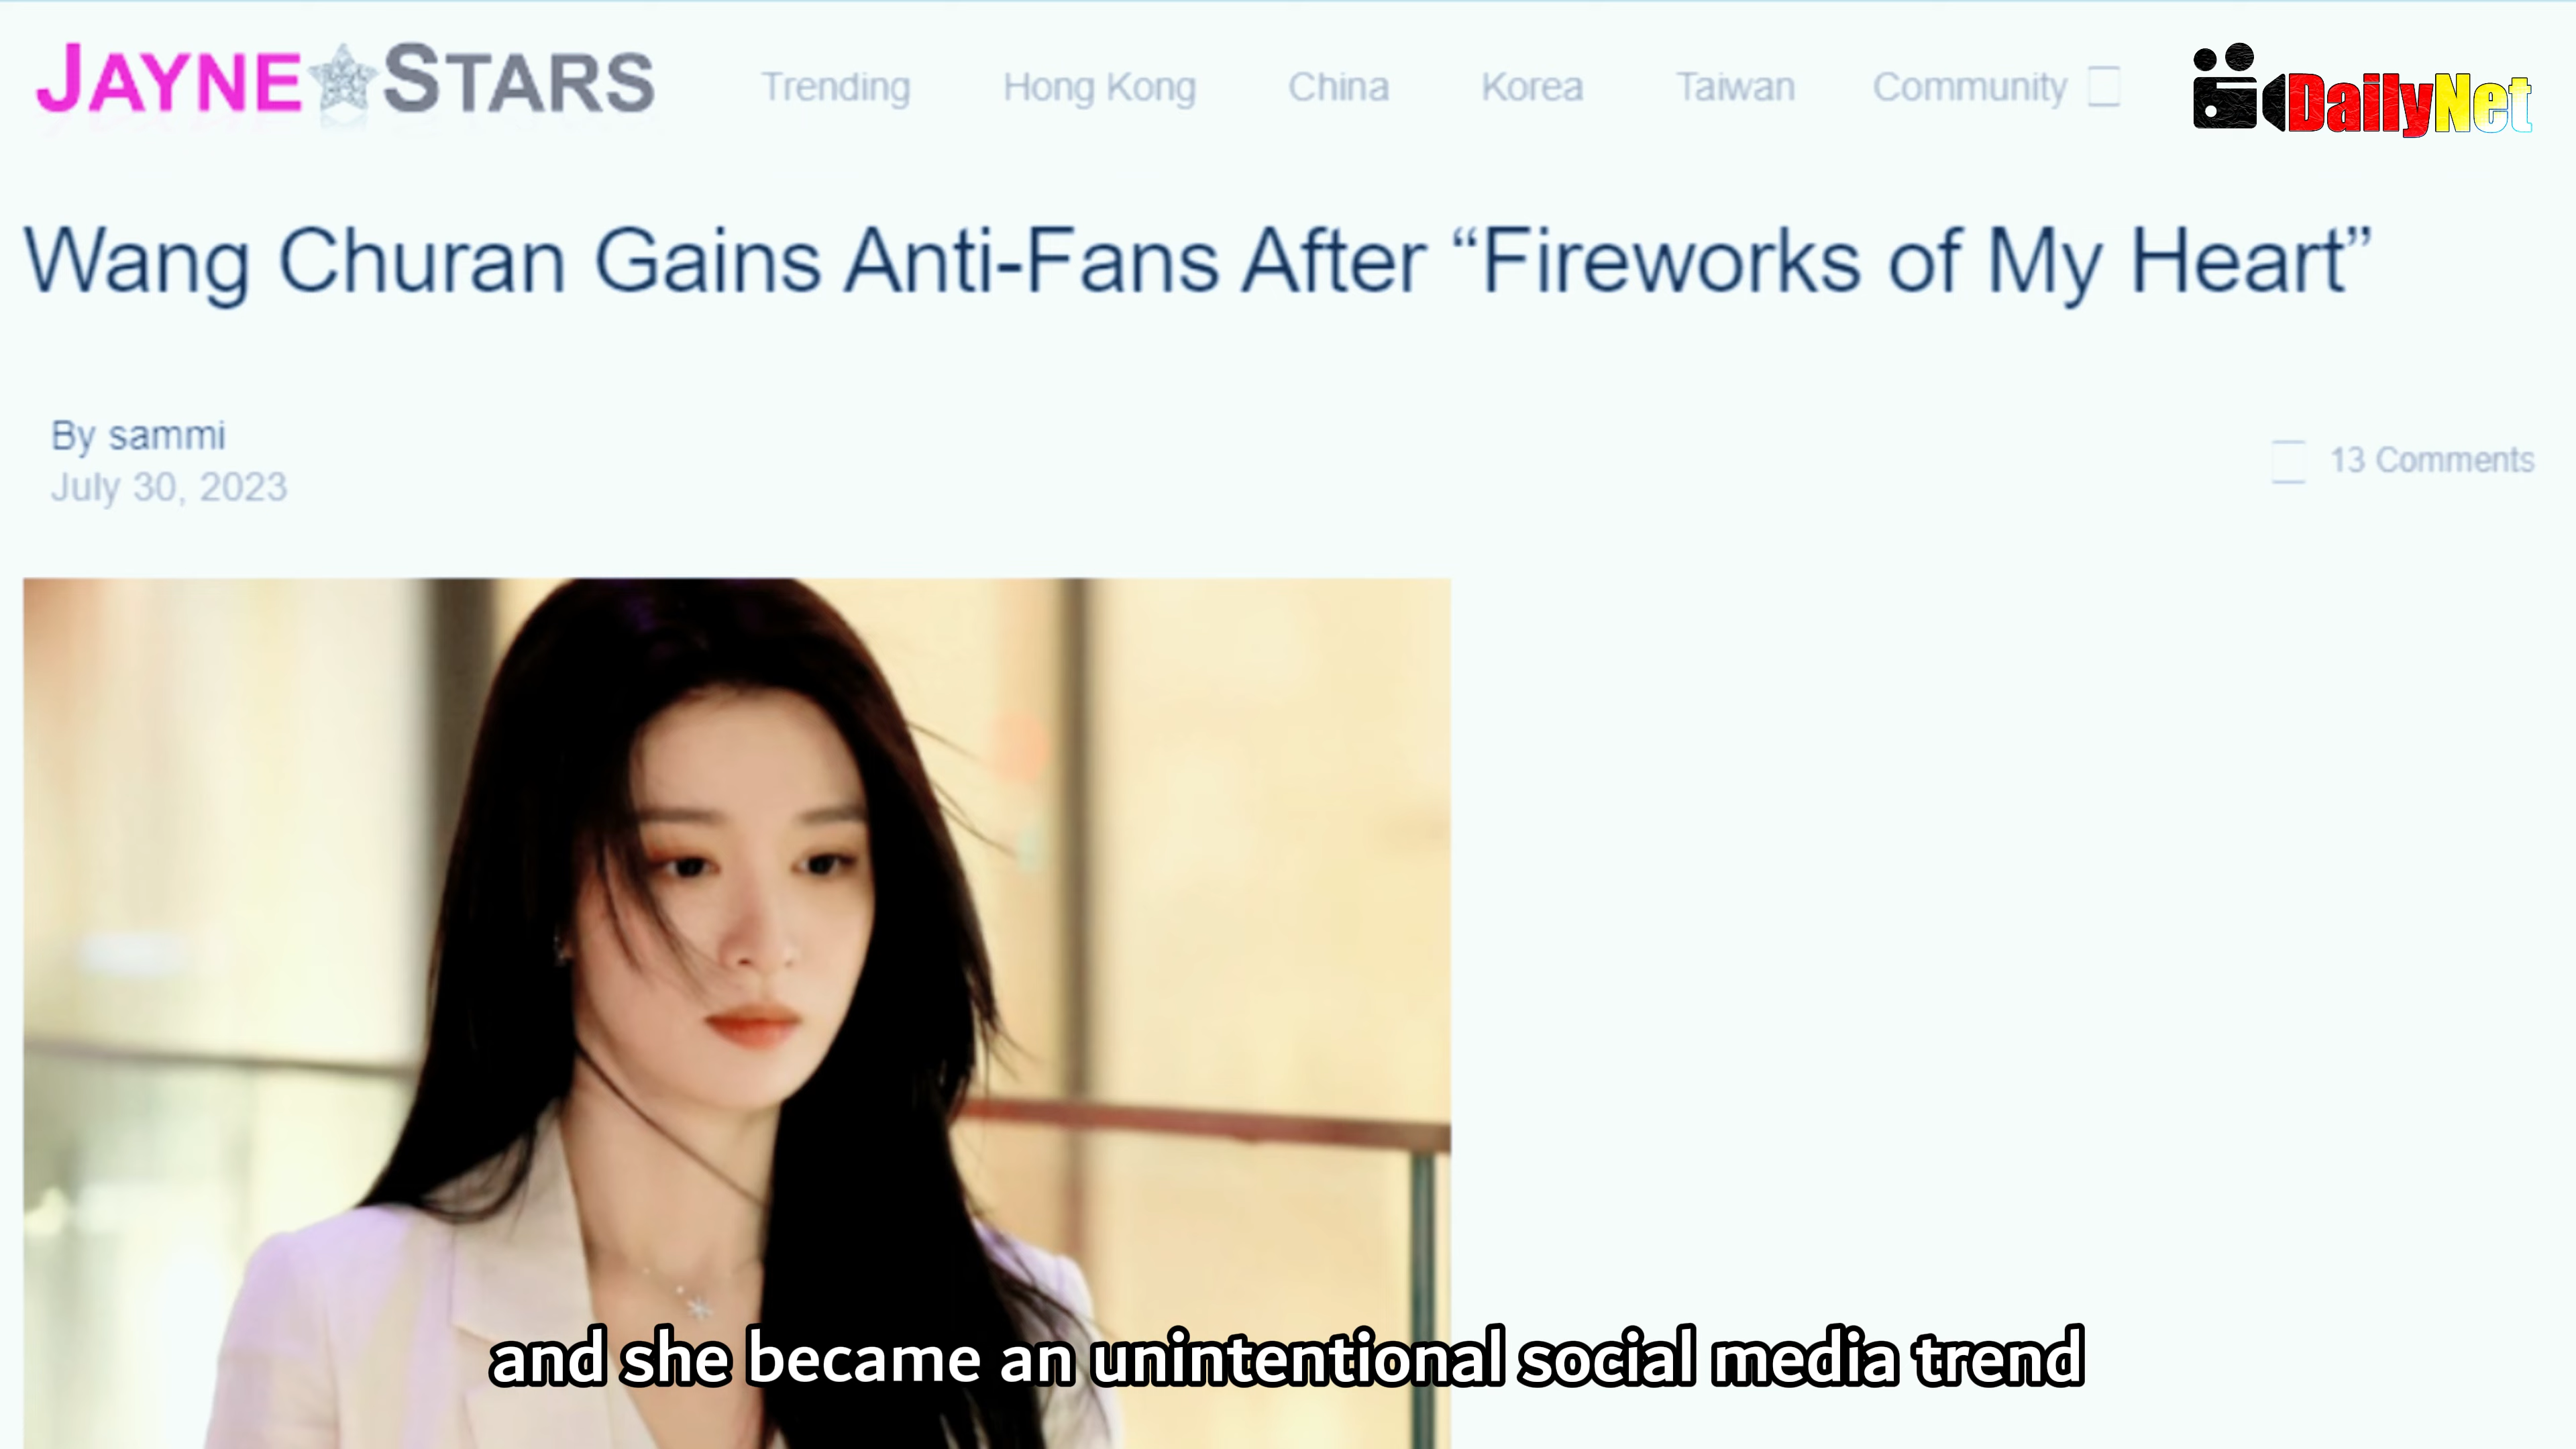 JAYNE STARS
Trending Hong Kong China Korea Taiwan Community
DailyNet
Wang Churan Gains Anti-Fans After “Fireworks of My Heart”
By sammi
July 30, 2023
13 Comments
and she became an unintentional social media trend